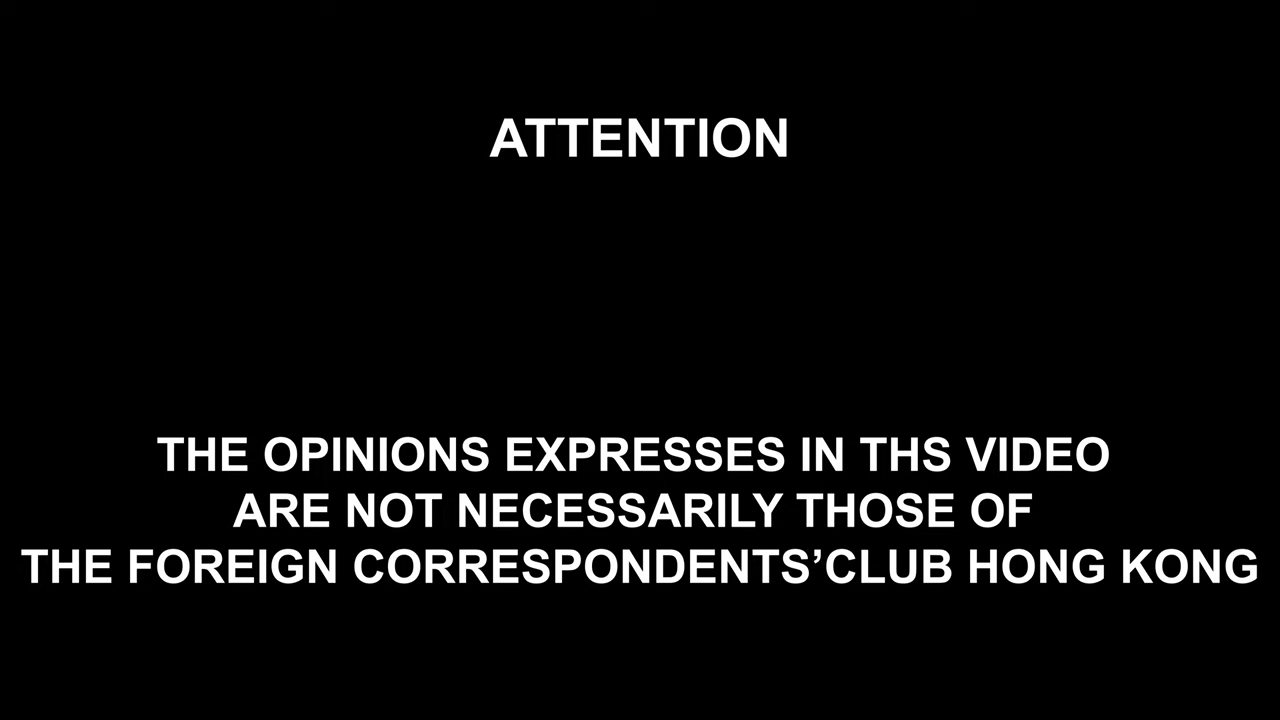 ATTENTION
THE OPINIONS EXPRESSES IN THS VIDEO
ARE NOT NECESSARILY THOSE OF
THE FOREIGN CORRESPONDENTS’CLUB HONG KONG